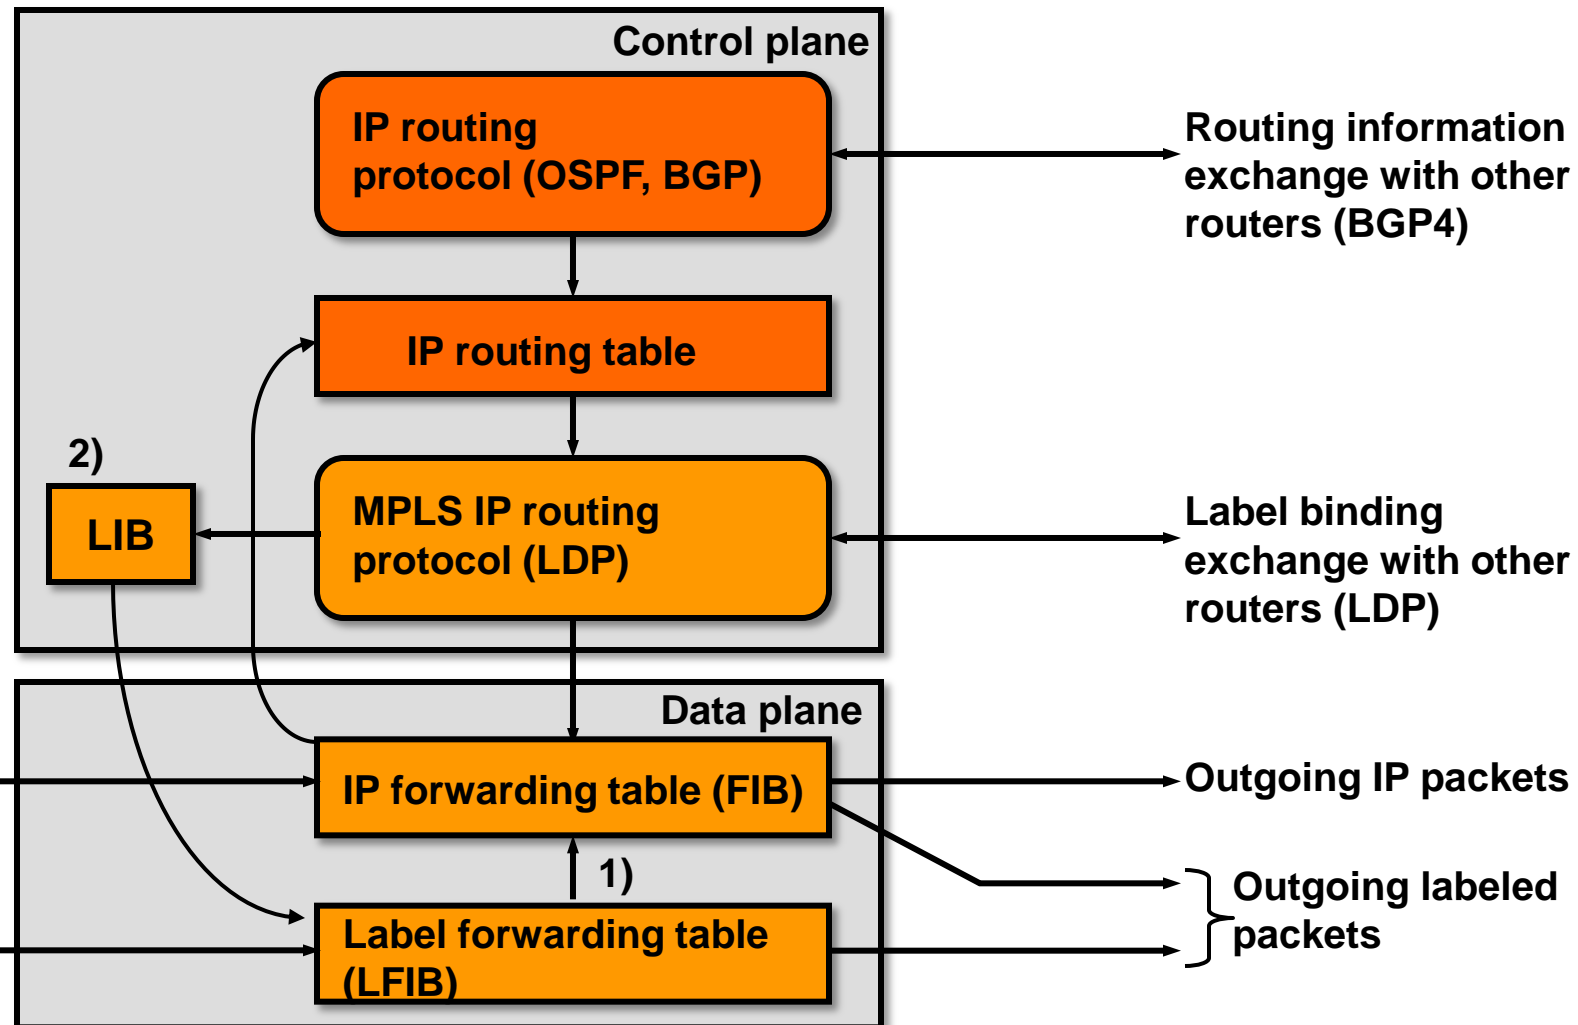 Control plane
IP routing
protocol (OSPF, BGP)
Routing information
exchange with other
routers (BGP4)
IP routing table
2)
LIB
MPLS IP routing
protocol (LDP)
Label binding
exchange with other
routers (LDP)
Data plane
IP forwarding table (FIB)
Outgoing IP packets
1)
Label forwarding table
(LFIB)
Outgoing labeled
packets